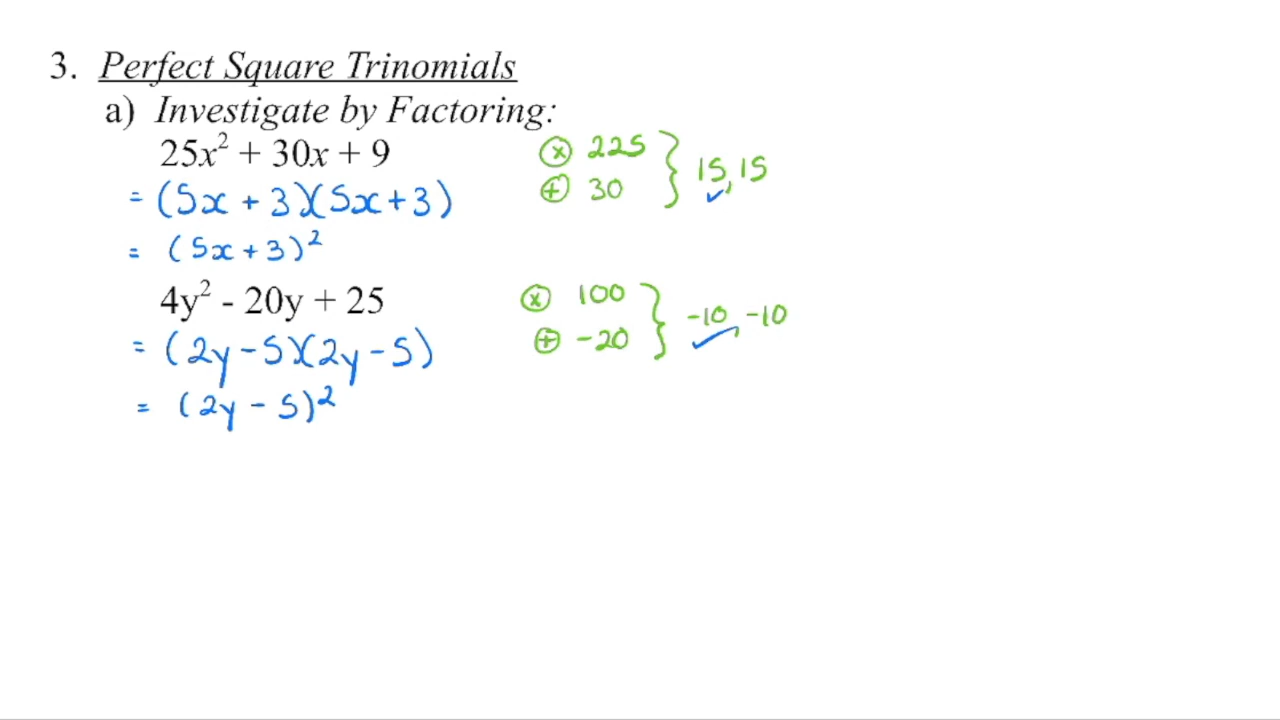 3. Perfect Square Trinomials
a) Investigate by Factoring:
25x² + 30x + 9
= (5x + 3)(5x + 3)
= (5x + 3)²
ⓧ 225
⊕ 30
} 15, 15 ✓
4y² - 20y + 25
= (2y - 5)(2y - 5)
= (2y - 5)²
ⓧ 100
⊕ -20
} -10, -10 ✓